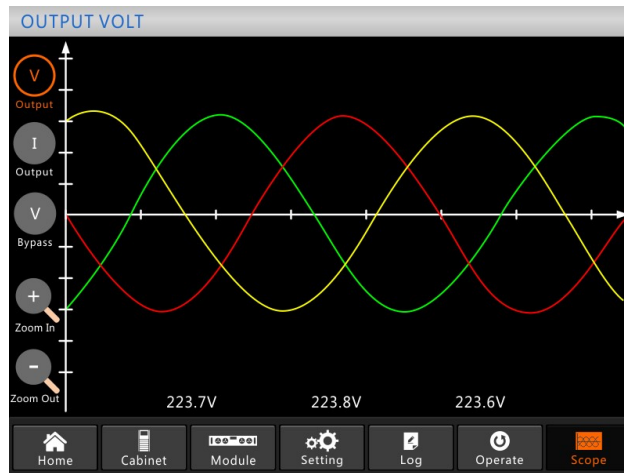 OUTPUT VOLT
V
Output
I
Output
V
Bypass
+
Zoom In
-
Zoom Out
223.7V 223.8V 223.6V
Home Cabinet Module Setting Log Operate Scope